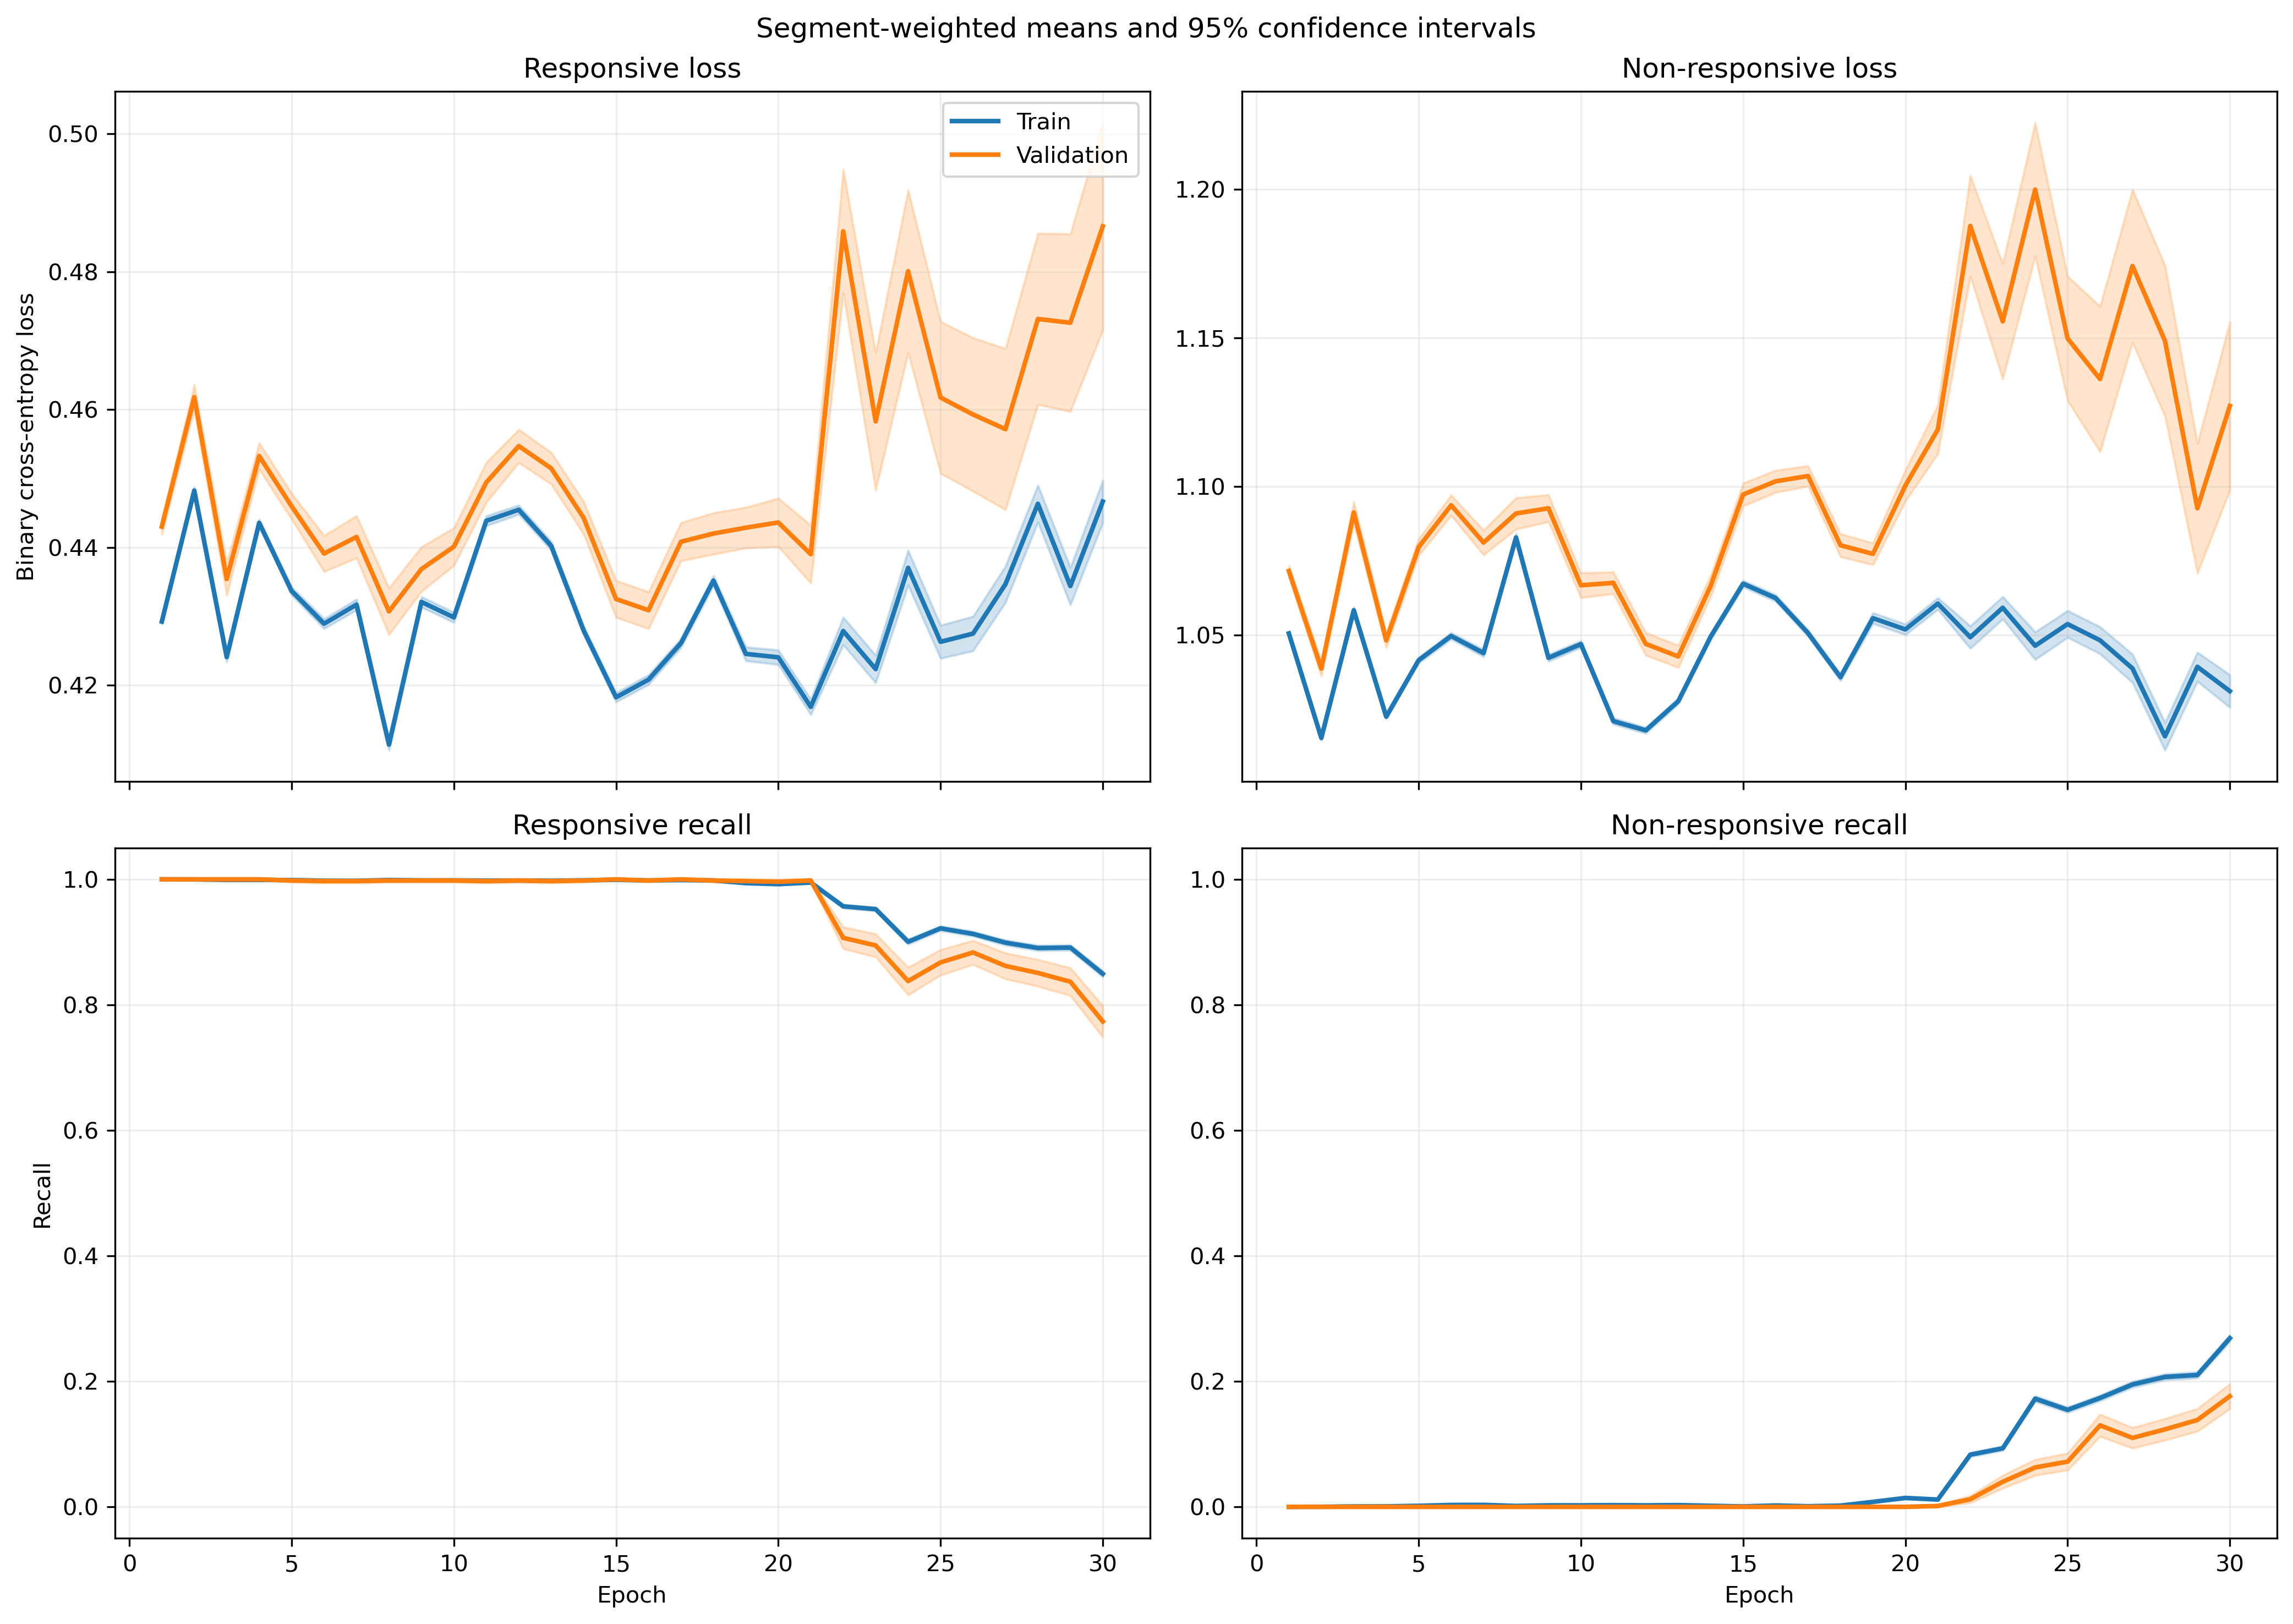 Segment-weighted means and 95% confidence intervals
Responsive loss
Non-responsive loss
Binary cross-entropy loss
0.50
0.48
0.46
0.44
0.42
Train
Validation
1.20
1.15
1.10
1.05
Responsive recall
Non-responsive recall
Recall
1.0
0.8
0.6
0.4
0.2
0.0
0 5 10 15 20 25 30
Epoch
1.0
0.8
0.6
0.4
0.2
0.0
0 5 10 15 20 25 30
Epoch